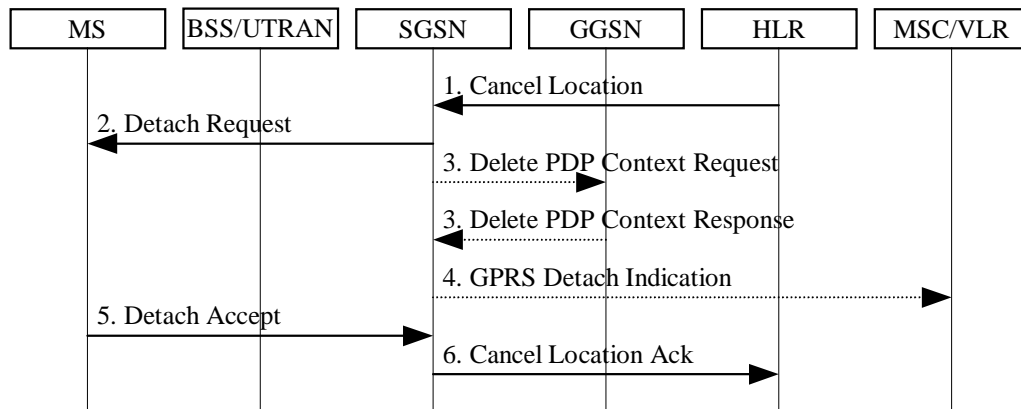 MS
BSS/UTRAN
SGSN
GGSN
HLR
MSC/VLR
1. Cancel Location
2. Detach Request
3. Delete PDP Context Request
3. Delete PDP Context Response
4. GPRS Detach Indication
5. Detach Accept
6. Cancel Location Ack